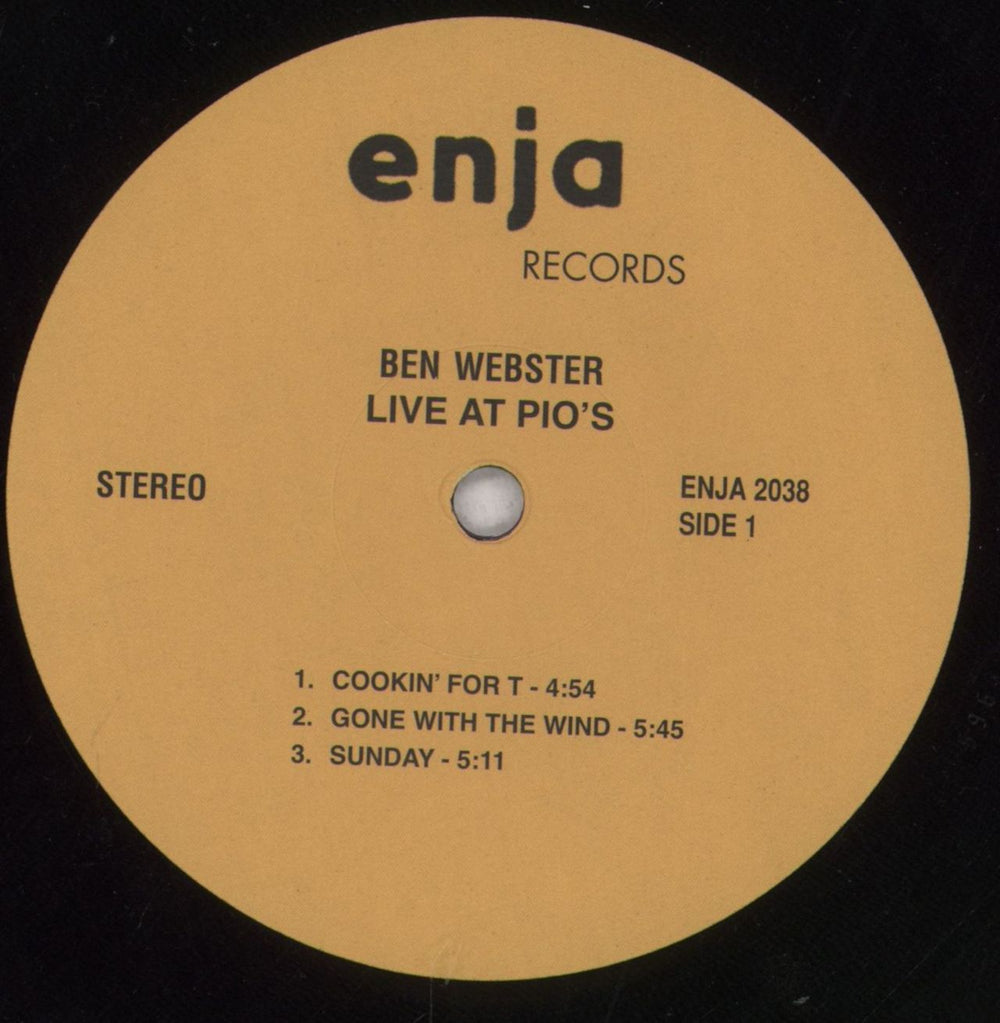 enja
RECORDS
BEN WEBSTER
LIVE AT PIO'S
STEREO
ENJA 2038
SIDE 1
1. COOKIN' FOR T - 4:54
2. GONE WITH THE WIND - 5:45
3. SUNDAY - 5:11